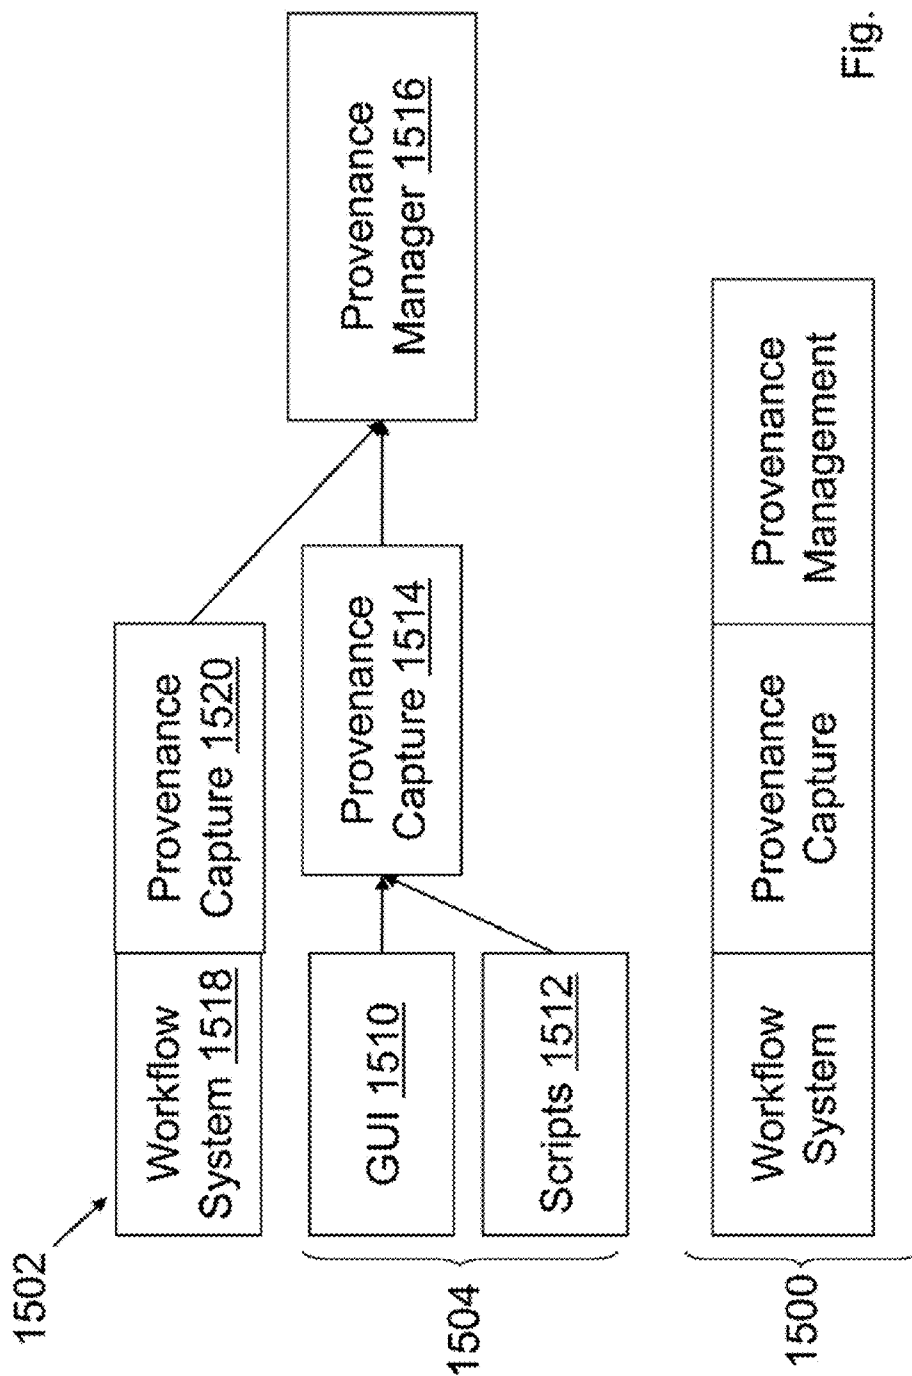 1502
Workflow
System 1518
Provenance
Capture 1520
1504
GUI 1510
Scripts 1512
Provenance
Capture 1514
Provenance
Manager 1516
1500
Workflow
System
Provenance
Capture
Provenance
Management
Fig.